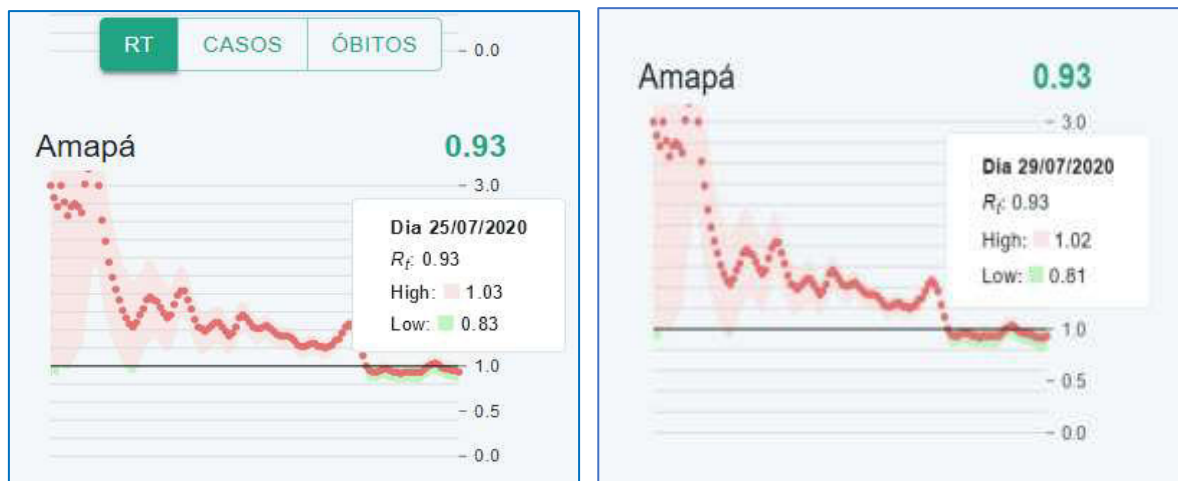 RT CASOS ÓBITOS
0.0
Amapá 0.93
3.0
Dia 25/07/2020
Rt: 0.93
High: 1.03
Low: 0.83
1.0
0.5
0.0
Amapá 0.93
3.0
Dia 29/07/2020
Rt: 0.93
High: 1.02
Low: 0.81
1.0
0.5
0.0